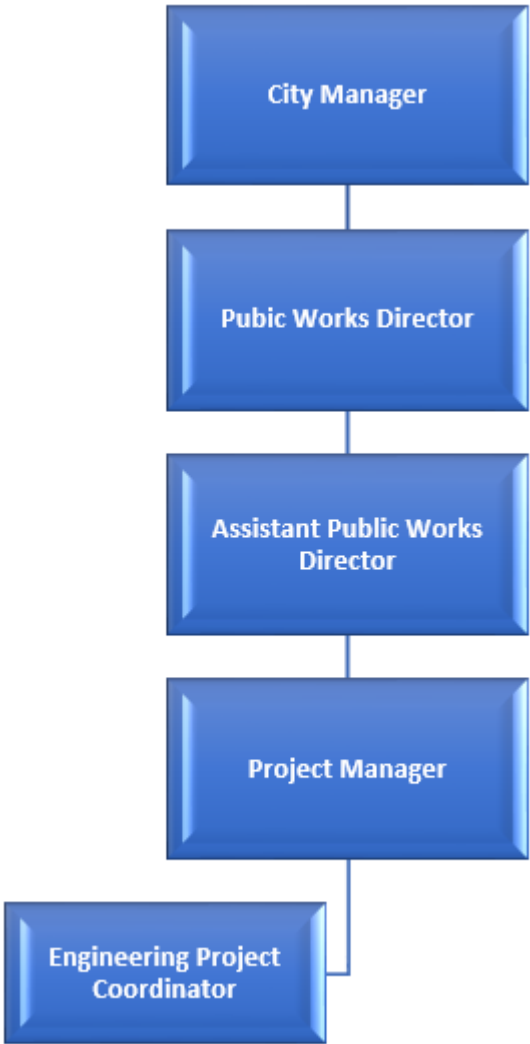 City Manager
Pubic Works Director
Assistant Public Works
Director
Project Manager
Engineering Project
Coordinator